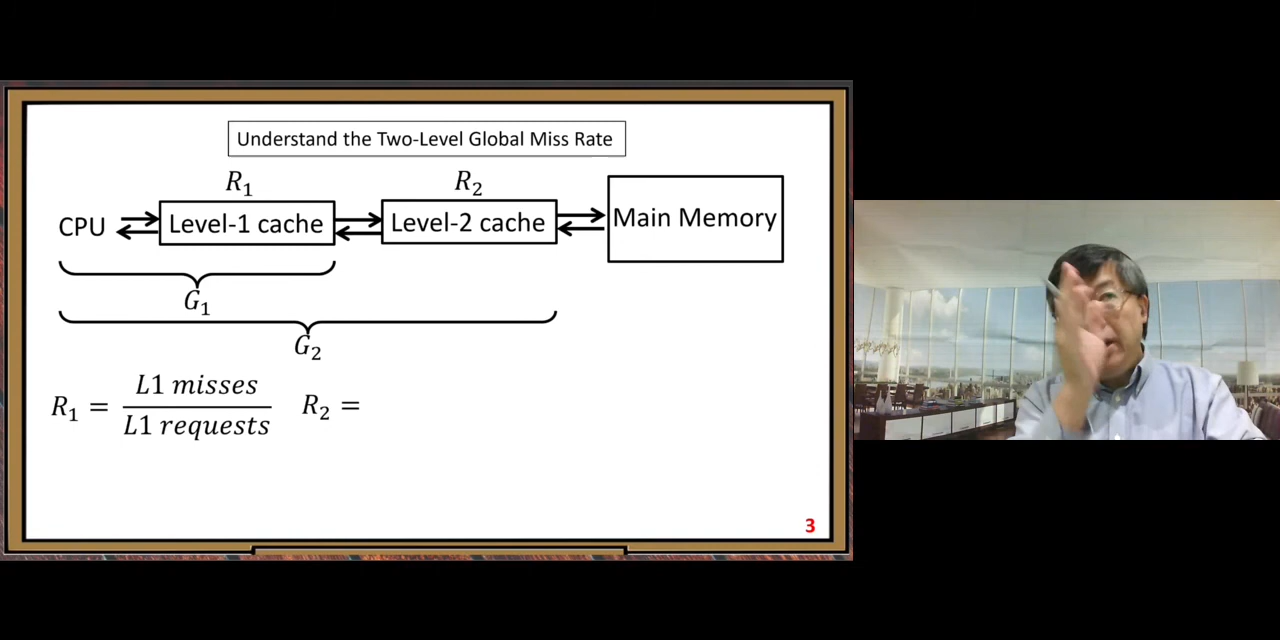 Understand the Two-Level Global Miss Rate
R₁ R₂
CPU Level-1 cache Level-2 cache Main Memory
G₁
G₂
R₁ = L1 misses / L1 requests R₂ =
3